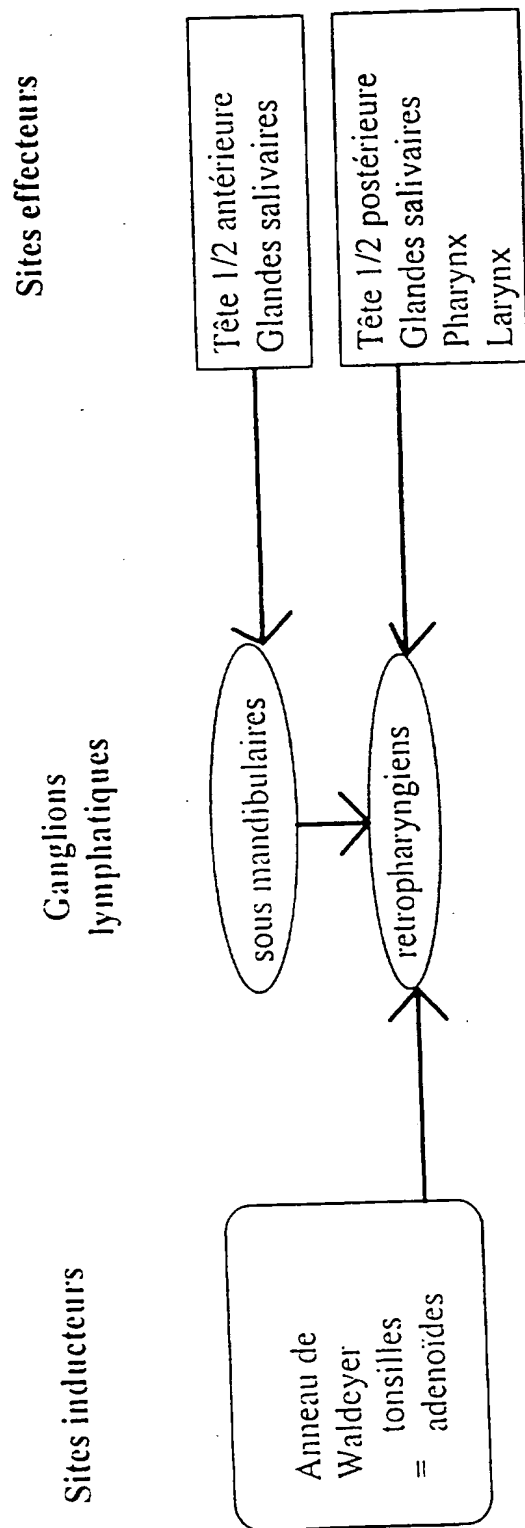 Sites inducteurs
Ganglions
lymphatiques
Sites effecteurs
Anneau de
Waldeyer
tonsilles
= adenoïdes
sous mandibulaires
retropharyngiens
Tête 1/2 antérieure
Glandes salivaires
Tête 1/2 postérieure
Glandes salivaires
Pharynx
Larynx